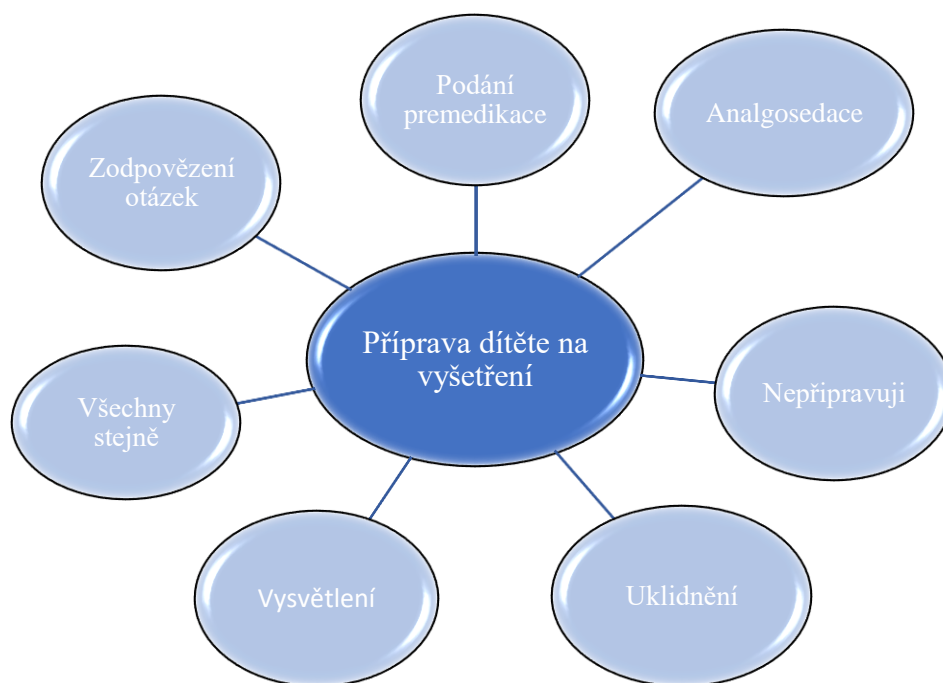 Podání
premedikace
Analgosedace
Zodpovězení
otázek
Příprava dítěte na
vyšetření
Nepřipravuji
Všechny
stejně
Vysvětlení
Uklidnění